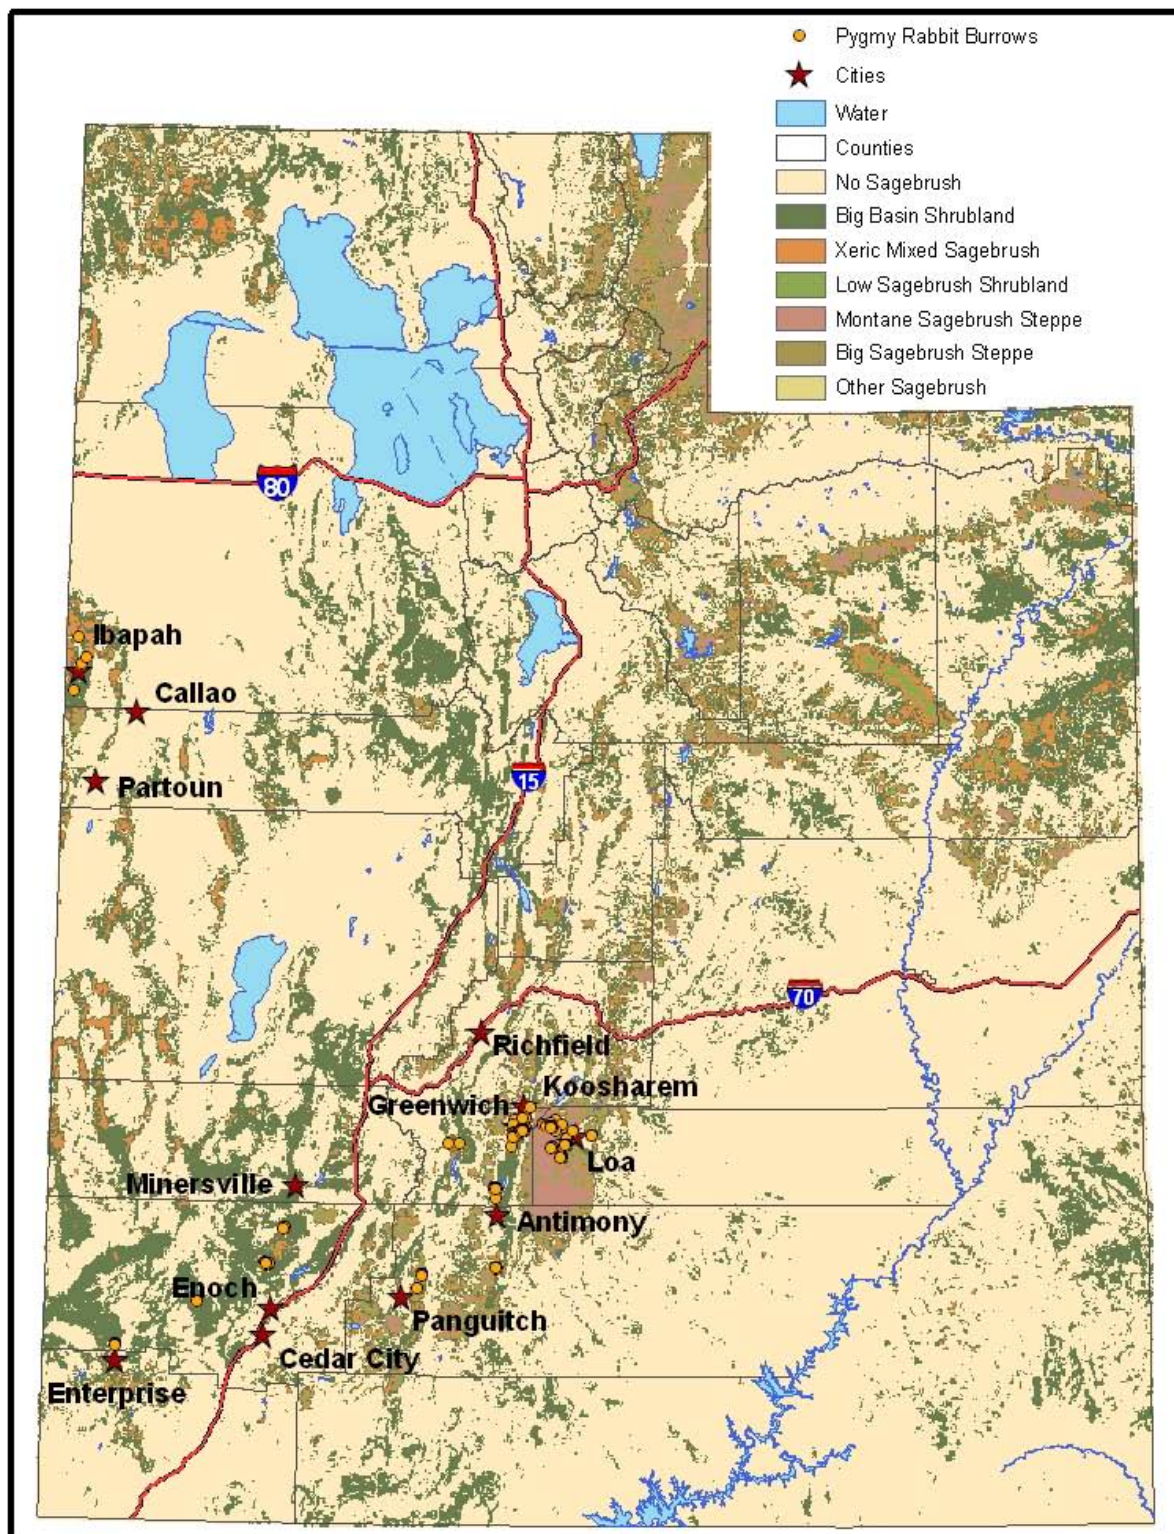 Pygmy Rabbit Burrows
Cities
Water
Counties
No Sagebrush
Big Basin Shrubland
Xeric Mixed Sagebrush
Low Sagebrush Shrubland
Montane Sagebrush Steppe
Big Sagebrush Steppe
Other Sagebrush
80
Ibapah
Callao
Partoun
15
70
Richfield
Koosharem
Greenwich
Loa
Minersville
Antimony
Enoch
Panguitch
Cedar City
Enterprise